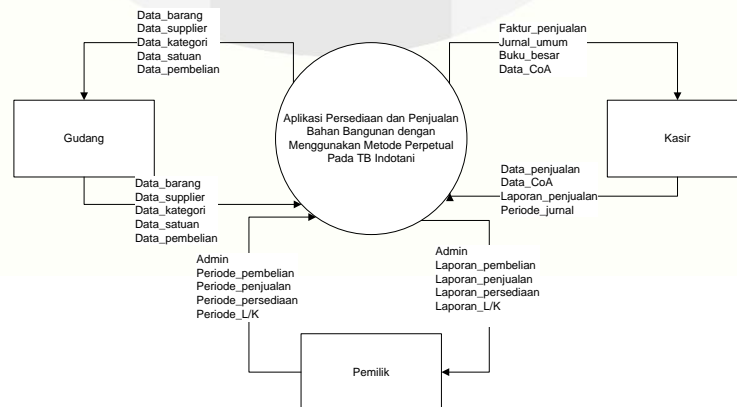 Data_barang
Data_supplier
Data_kategori
Data_satuan
Data_pembelian
Faktur_penjualan
Jurnal_umum
Buku_besar
Data_CoA
Gudang
Aplikasi Persediaan dan Penjualan
Bahan Bangunan dengan
Menggunakan Metode Perpetual
Pada TB Indotani
Kasir
Data_barang
Data_supplier
Data_kategori
Data_satuan
Data_pembelian
Data_penjualan
Data_CoA
Laporan_penjualan
Periode_jurnal
Admin
Periode_pembelian
Periode_penjualan
Periode_persediaan
Periode_L/K
Admin
Laporan_pembelian
Laporan_penjualan
Laporan_persediaan
Laporan_L/K
Pemilik